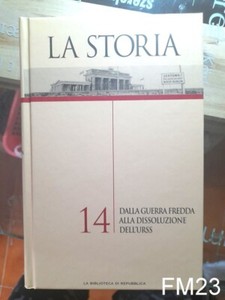 LA STORIA
14
DALLA GUERRA FREDDA
ALLA DISSOLUZIONE
DELL'URSS
LA BIBLIOTECA DI REPUBBLICA
FM23